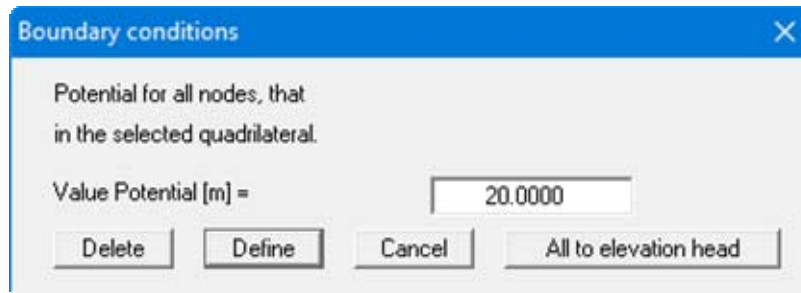 Boundary conditions
Potential for all nodes, that
in the selected quadrilateral.
Value Potential [m] = 20.0000
Delete Define Cancel All to elevation head